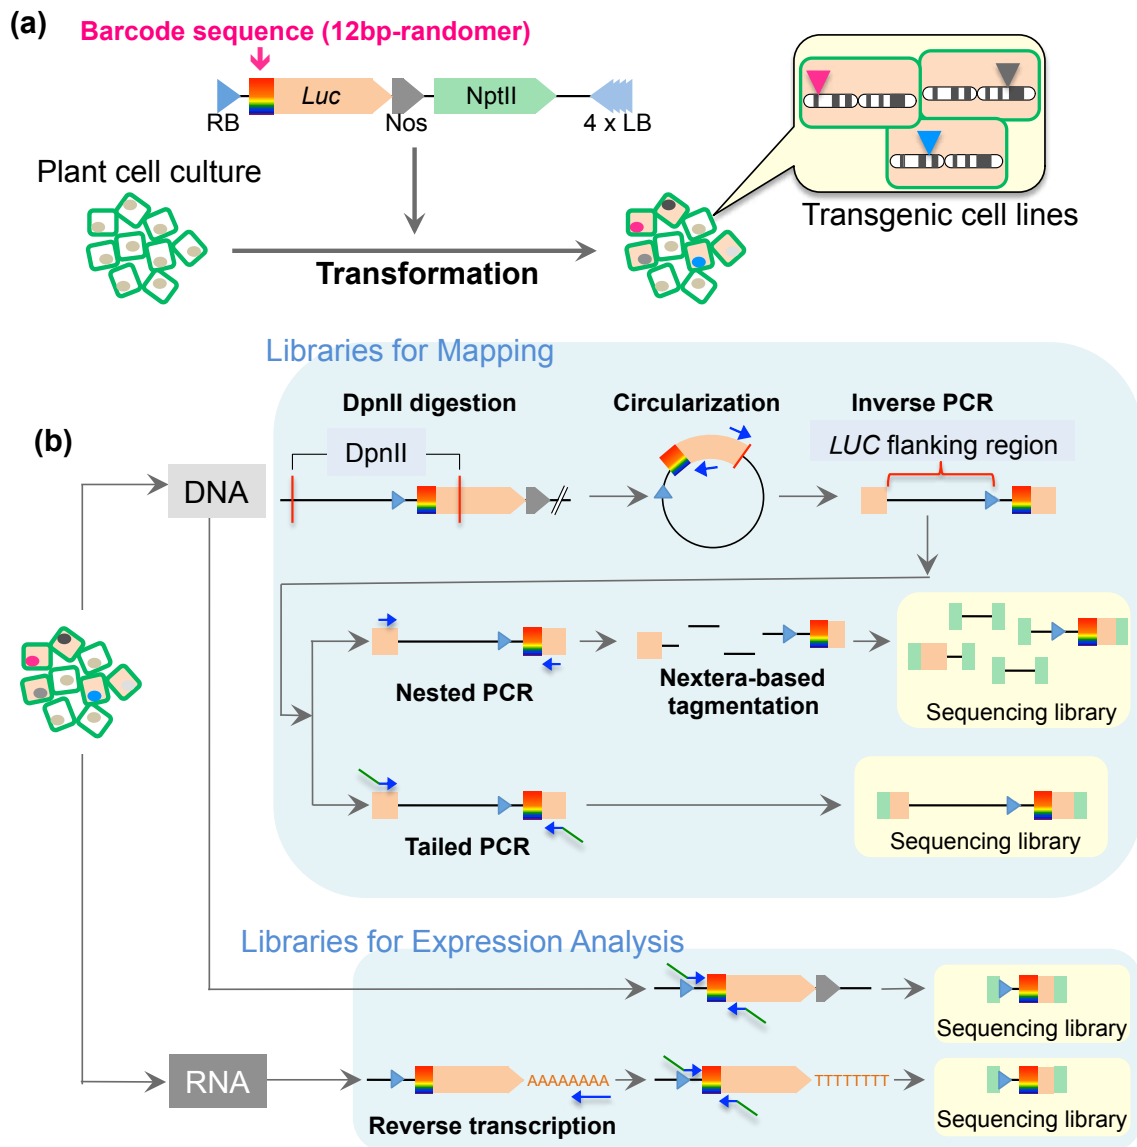 (a)
Barcode sequence (12bp-randomer)
Luc
NptII
RB
Nos
4 x LB
Plant cell culture
Transformation
Transgenic cell lines
Libraries for Mapping
(b)
DpnII digestion
Circularization
Inverse PCR
DpnII
LUC flanking region
DNA
Nested PCR
Nextera-based
tagmentation
Sequencing library
Tailed PCR
Sequencing library
Libraries for Expression Analysis
Sequencing library
RNA
AAAAAAAA
TTTTTTTT
Reverse transcription
Sequencing library